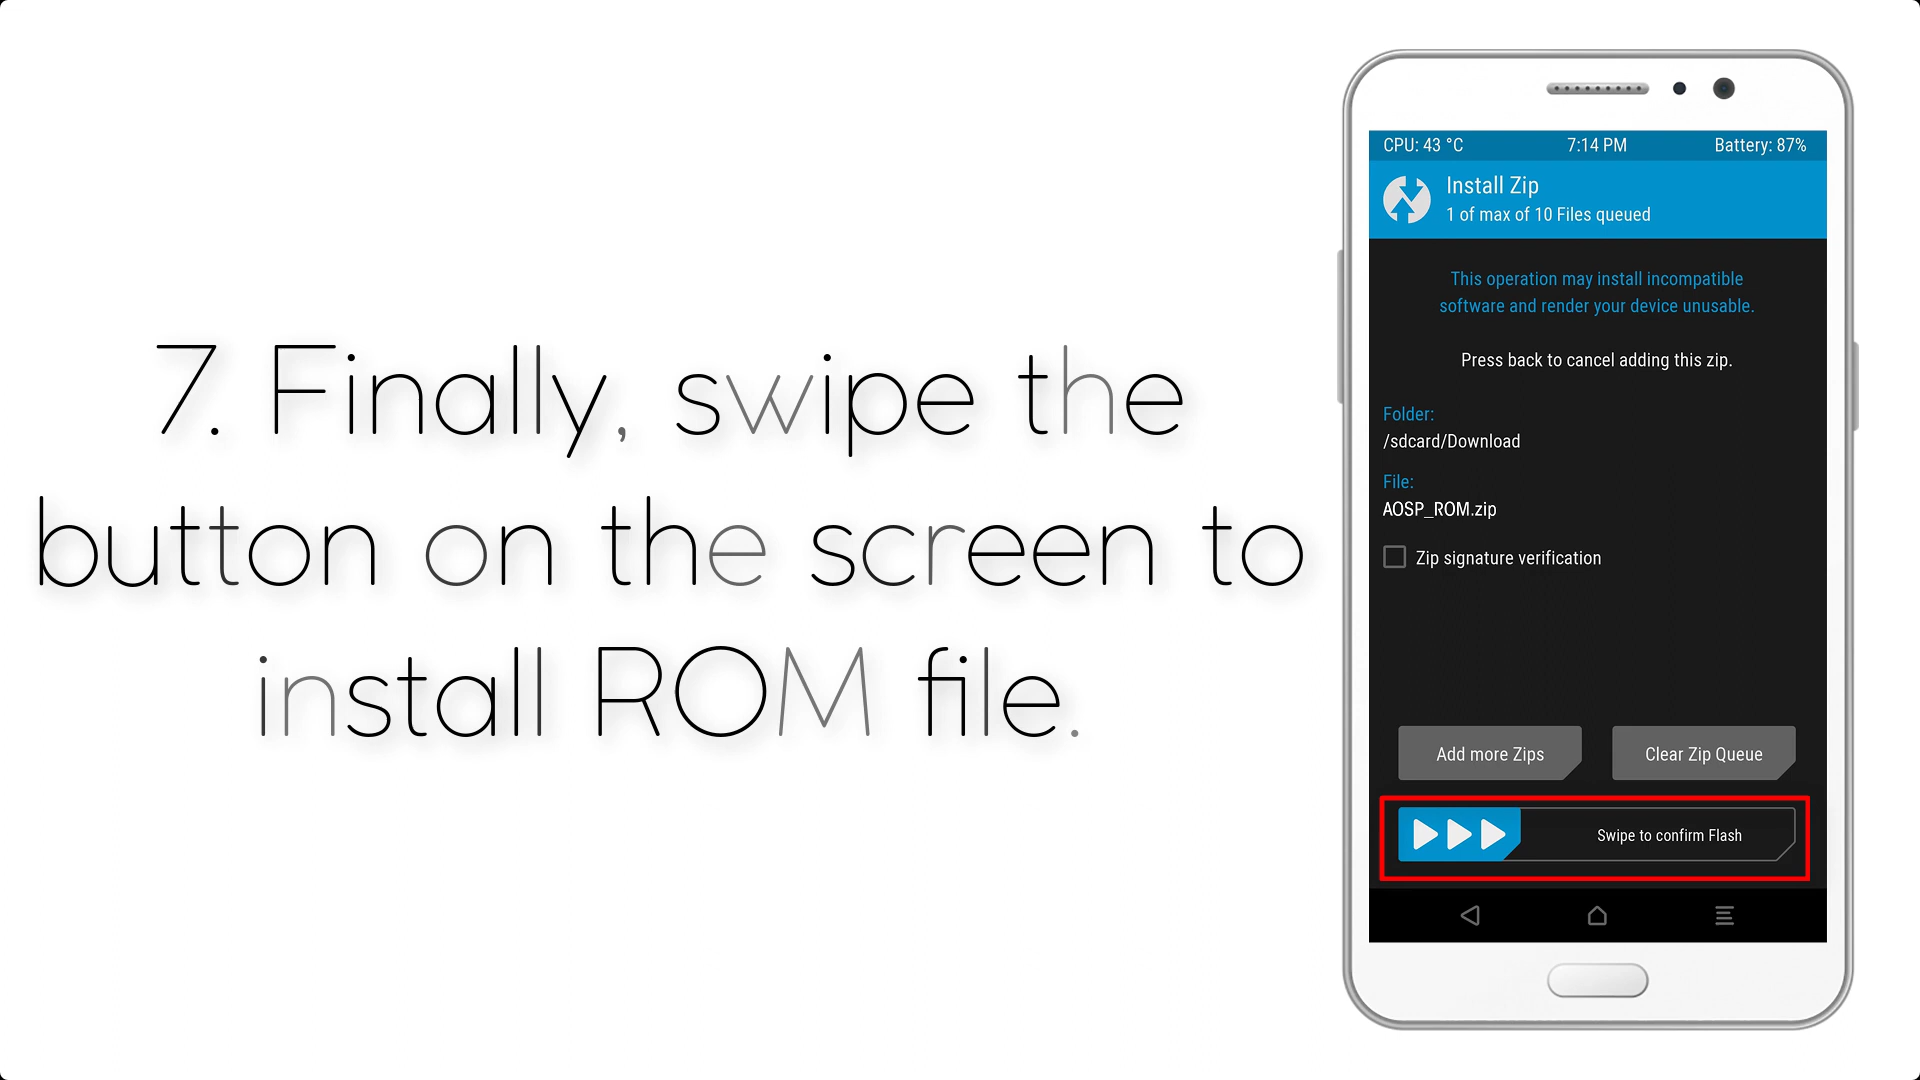 7. Finally, swipe the
button on the screen to
install ROM file.
CPU: 43 °C 7:14 PM Battery: 87%
Install Zip
1 of max of 10 Files queued
This operation may install incompatible
software and render your device unusable.
Press back to cancel adding this zip.
Folder:
/sdcard/Download
File:
AOSP_ROM.zip
Zip signature verification
Add more Zips Clear Zip Queue
Swipe to confirm Flash